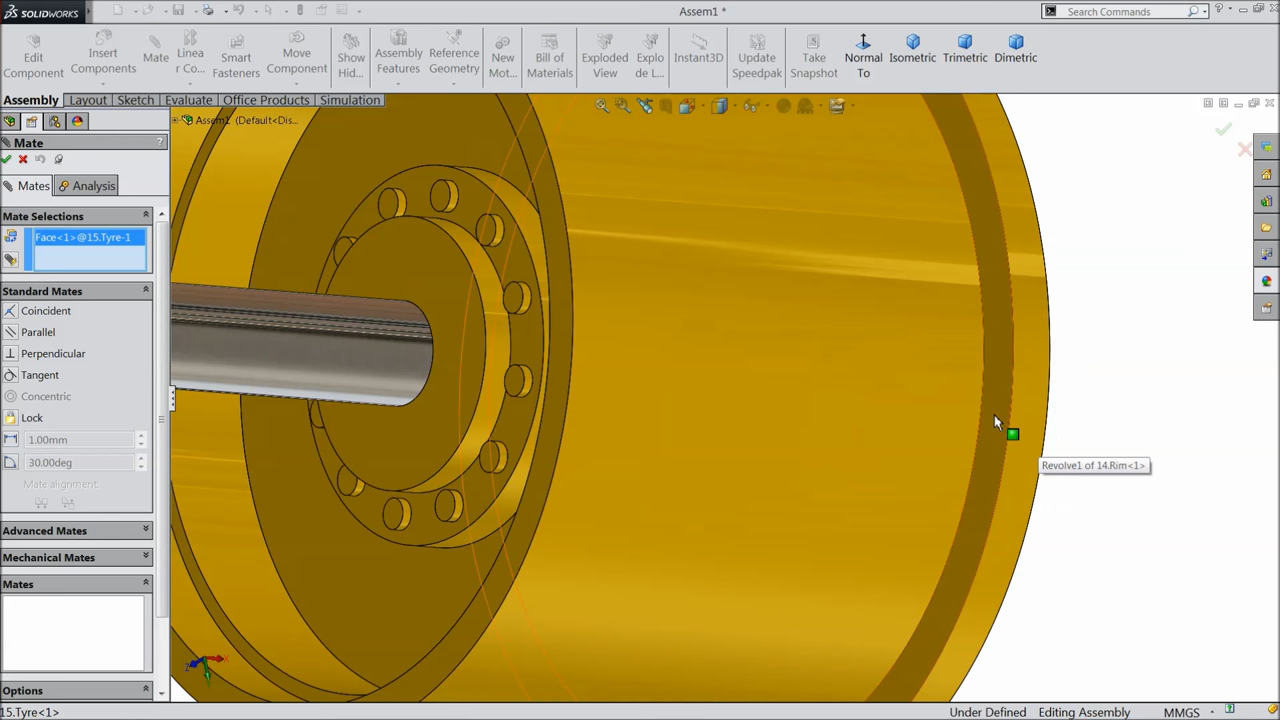 SOLIDWORKS
Assem1 *
Search Commands
Edit Component
Insert Components
Mate
Linea r Co...
Smart Fasteners
Move Component
Show Hid...
Assembly Features
Reference Geometry
New Mot...
Bill of Materials
Exploded View
Explo de L...
Instant3D
Update Speedpak
Take Snapshot
Normal To
Isometric
Trimetric
Dimetric
Assembly
Layout
Sketch
Evaluate
Office Products
Simulation
Assem1 (Default<Dis...
Mate
?
Mates
Analysis
Mate Selections
Face<1>@15.Tyre-1
Standard Mates
Coincident
Parallel
Perpendicular
Tangent
Concentric
Lock
1.00mm
30.00deg
Mate alignment:
Advanced Mates
Mechanical Mates
Mates
Options
Revolve1 of 14.Rim<1>
Z
X
15.Tyre<1>
Under Defined
Editing Assembly
MMGS